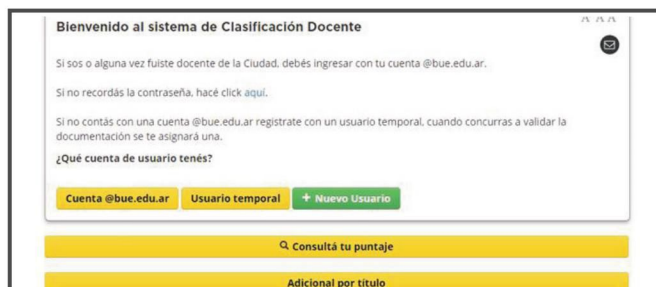 A A A
Bienvenido al sistema de Clasificación Docente
Si sos o alguna vez fuiste docente de la Ciudad, debés ingresar con tu cuenta @bue.edu.ar.
Si no recordás la contraseña, hacé click aquí.
Si no contás con una cuenta @bue.edu.ar registrate con un usuario temporal, cuando concurras a validar la
documentación se te asignará una.
¿Qué cuenta de usuario tenés?
Cuenta @bue.edu.ar Usuario temporal + Nuevo Usuario
Consultá tu puntaje
Adicional por título